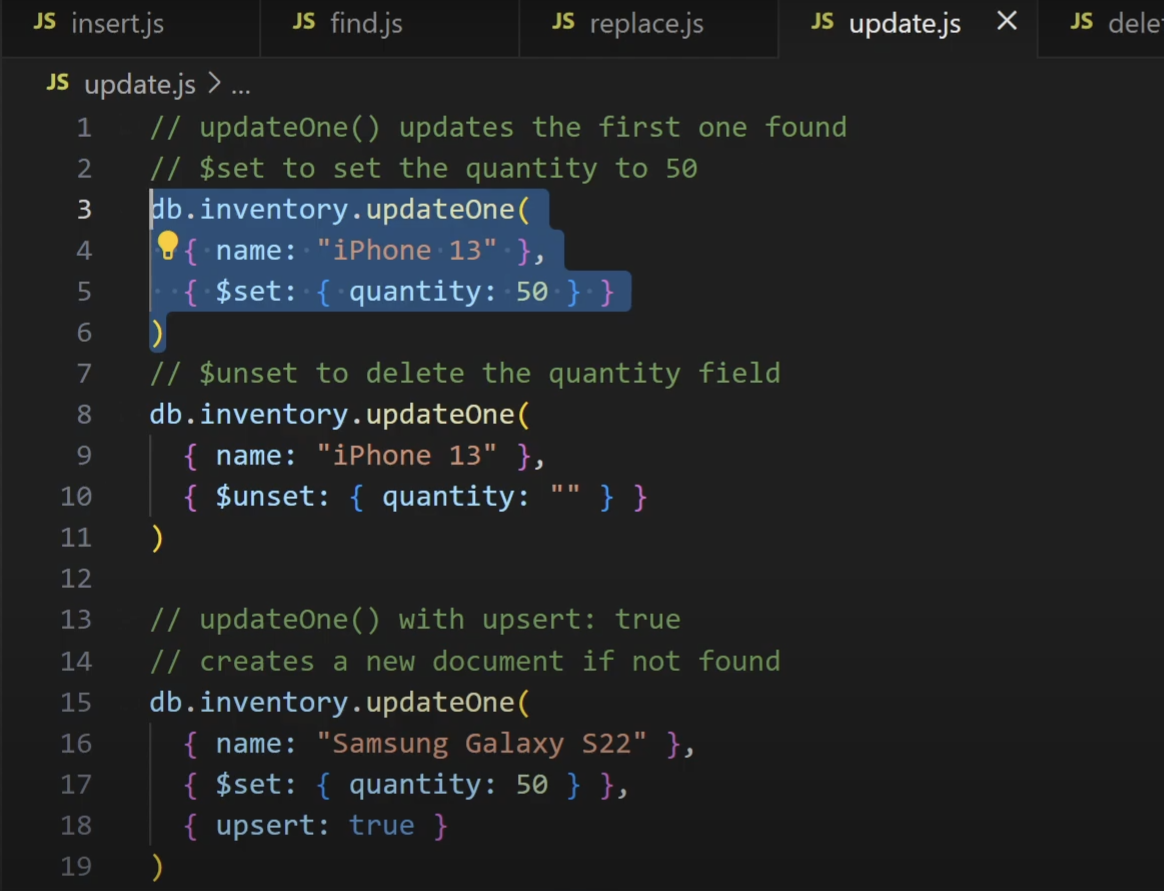 JS insert.js JS find.js JS replace.js JS update.js × JS dele
JS update.js > ...
1 // updateOne() updates the first one found
2 // $set to set the quantity to 50
3 db.inventory.updateOne(
4 { name: "iPhone 13" },
5 { $set: { quantity: 50 } }
6 )
7 // $unset to delete the quantity field
8 db.inventory.updateOne(
9 { name: "iPhone 13" },
10 { $unset: { quantity: "" } }
11 )
12
13 // updateOne() with upsert: true
14 // creates a new document if not found
15 db.inventory.updateOne(
16 { name: "Samsung Galaxy S22" },
17 { $set: { quantity: 50 } },
18 { upsert: true }
19 )